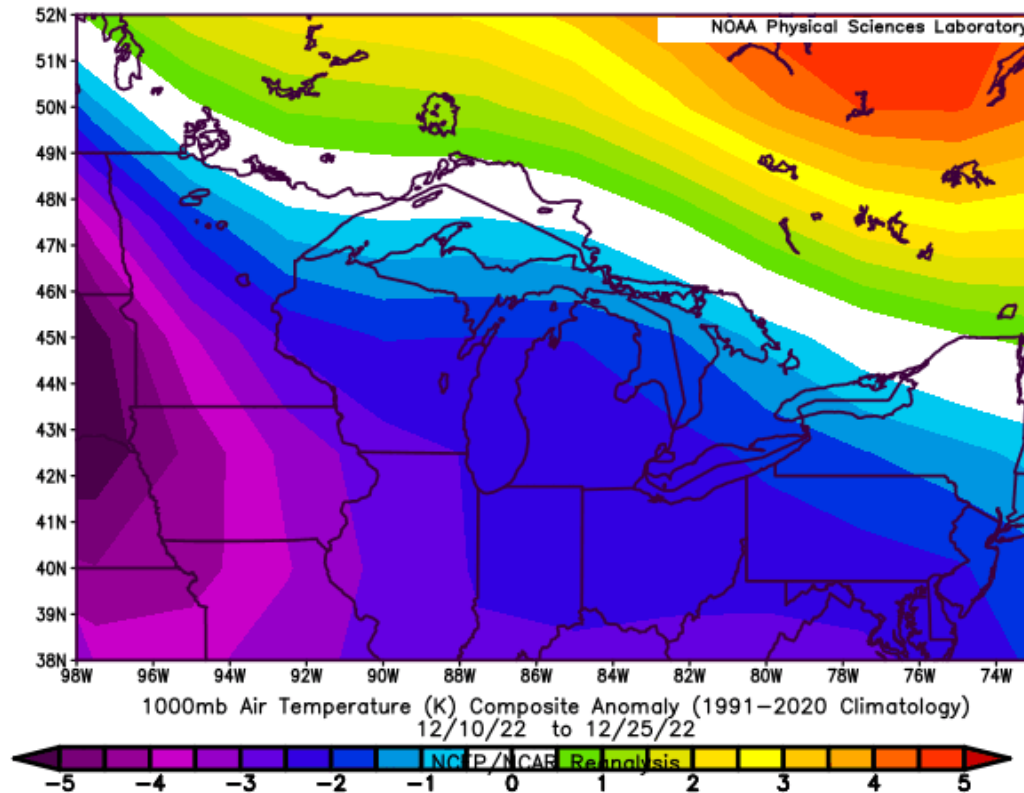 52N
NOAA Physical Sciences Laboratory
51N
50N
49N
48N
47N
46N
45N
44N
43N
42N
41N
40N
39N
38N
98W 96W 94W 92W 90W 88W 86W 84W 82W 80W 78W 76W 74W
1000mb Air Temperature (K) Composite Anomaly (1991-2020 Climatology)
12/10/22 to 12/25/22
NCEP/NCAR Reanalysis
-5 -4 -3 -2 -1 0 1 2 3 4 5